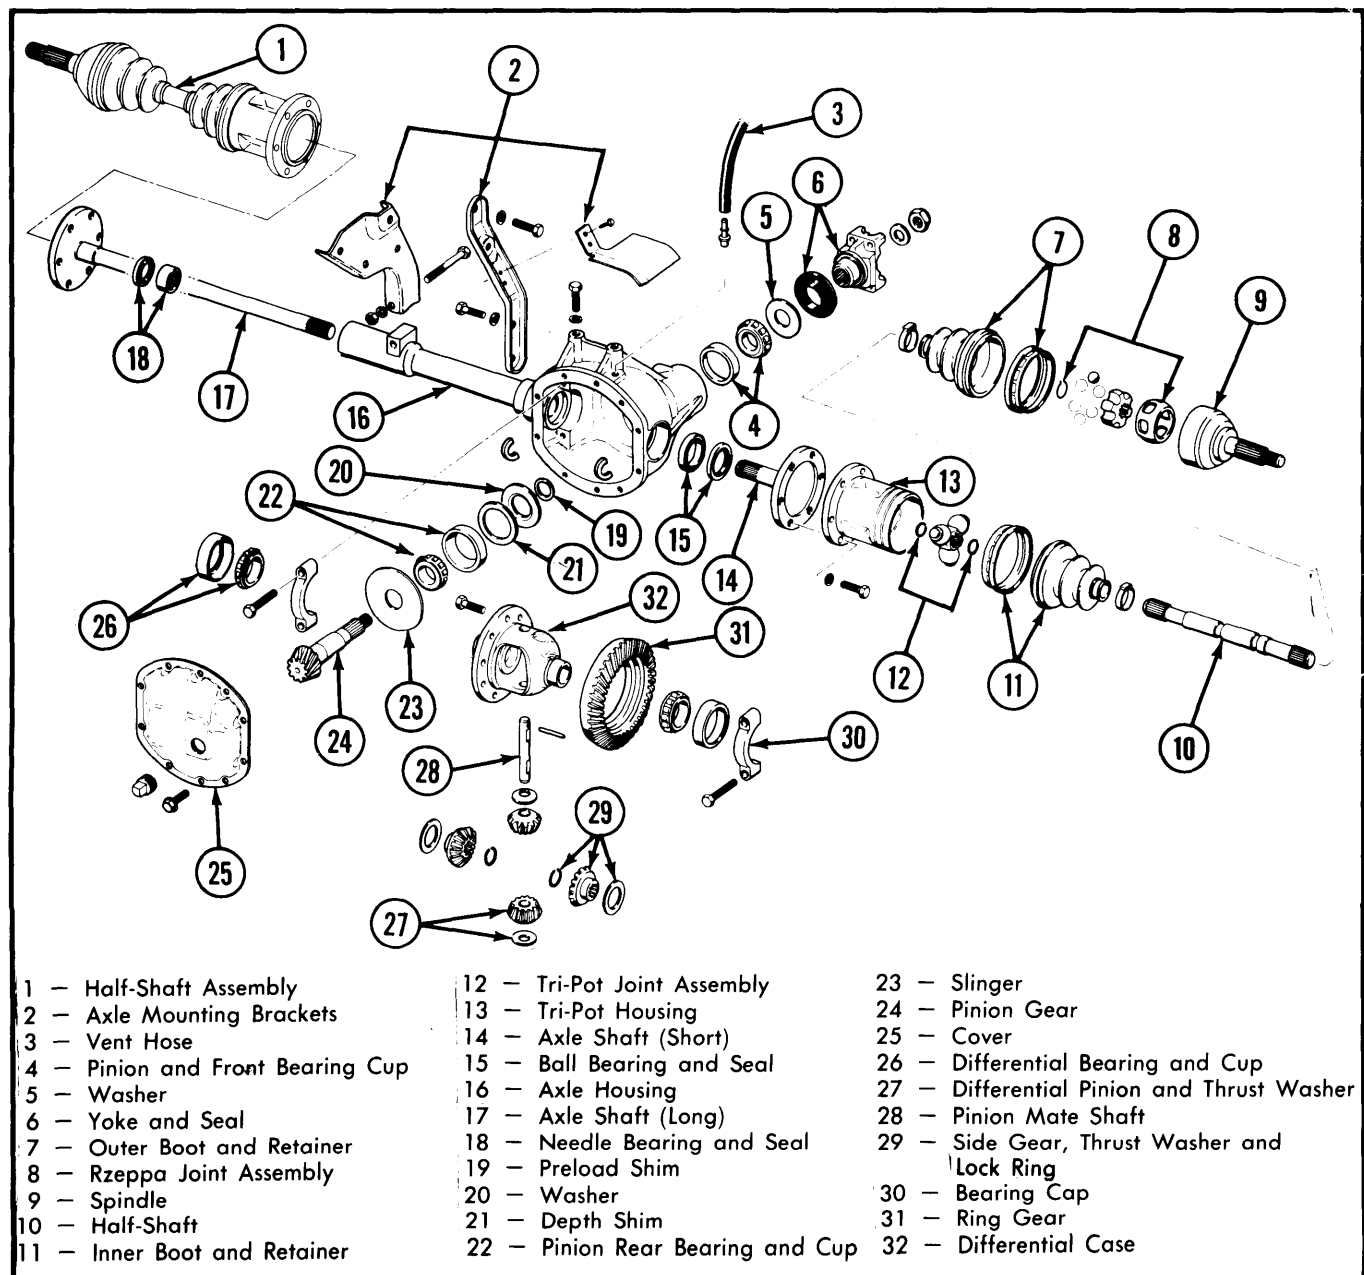 1
2
3
6
5
7
8
9
18
17
16
4
20
22
19
15
13
21
14
26
32
31
12
11
23
24
30
10
28
29
25
27
1 — Half-Shaft Assembly
2 — Axle Mounting Brackets
3 — Vent Hose
4 — Pinion and Front Bearing Cup
5 — Washer
6 — Yoke and Seal
7 — Outer Boot and Retainer
8 — Rzeppa Joint Assembly
9 — Spindle
10 — Half-Shaft
11 — Inner Boot and Retainer
12 — Tri-Pot Joint Assembly
13 — Tri-Pot Housing
14 — Axle Shaft (Short)
15 — Ball Bearing and Seal
16 — Axle Housing
17 — Axle Shaft (Long)
18 — Needle Bearing and Seal
19 — Preload Shim
20 — Washer
21 — Depth Shim
22 — Pinion Rear Bearing and Cup
23 — Slinger
24 — Pinion Gear
25 — Cover
26 — Differential Bearing and Cup
27 — Differential Pinion and Thrust Washer
28 — Pinion Mate Shaft
29 — Side Gear, Thrust Washer and
Lock Ring
30 — Bearing Cap
31 — Ring Gear
32 — Differential Case